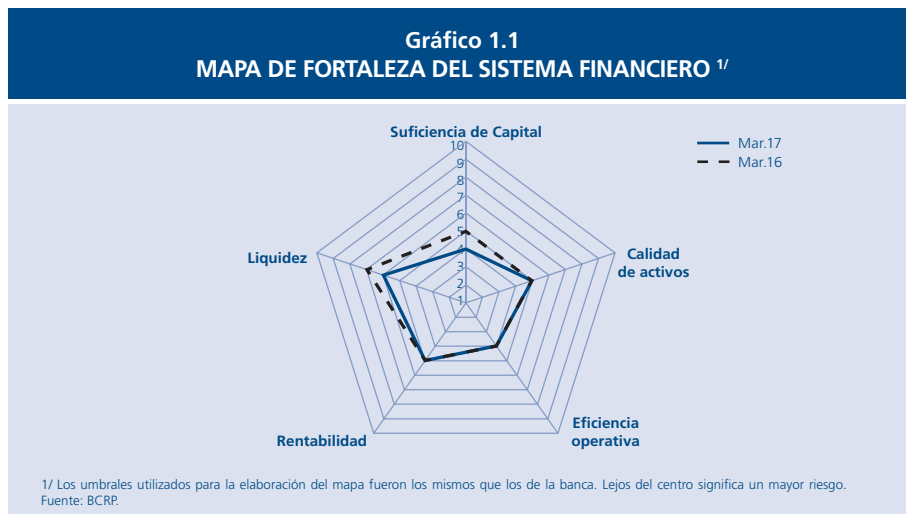 Gráfico 1.1
MAPA DE FORTALEZA DEL SISTEMA FINANCIERO 1/
Suficiencia de Capital
Mar.17
Mar.16
10
9
8
7
6
5
4
3
2
1
Liquidez
Calidad
de activos
Rentabilidad
Eficiencia
operativa
1/ Los umbrales utilizados para la elaboración del mapa fueron los mismos que los de la banca. Lejos del centro significa un mayor riesgo.
Fuente: BCRP.